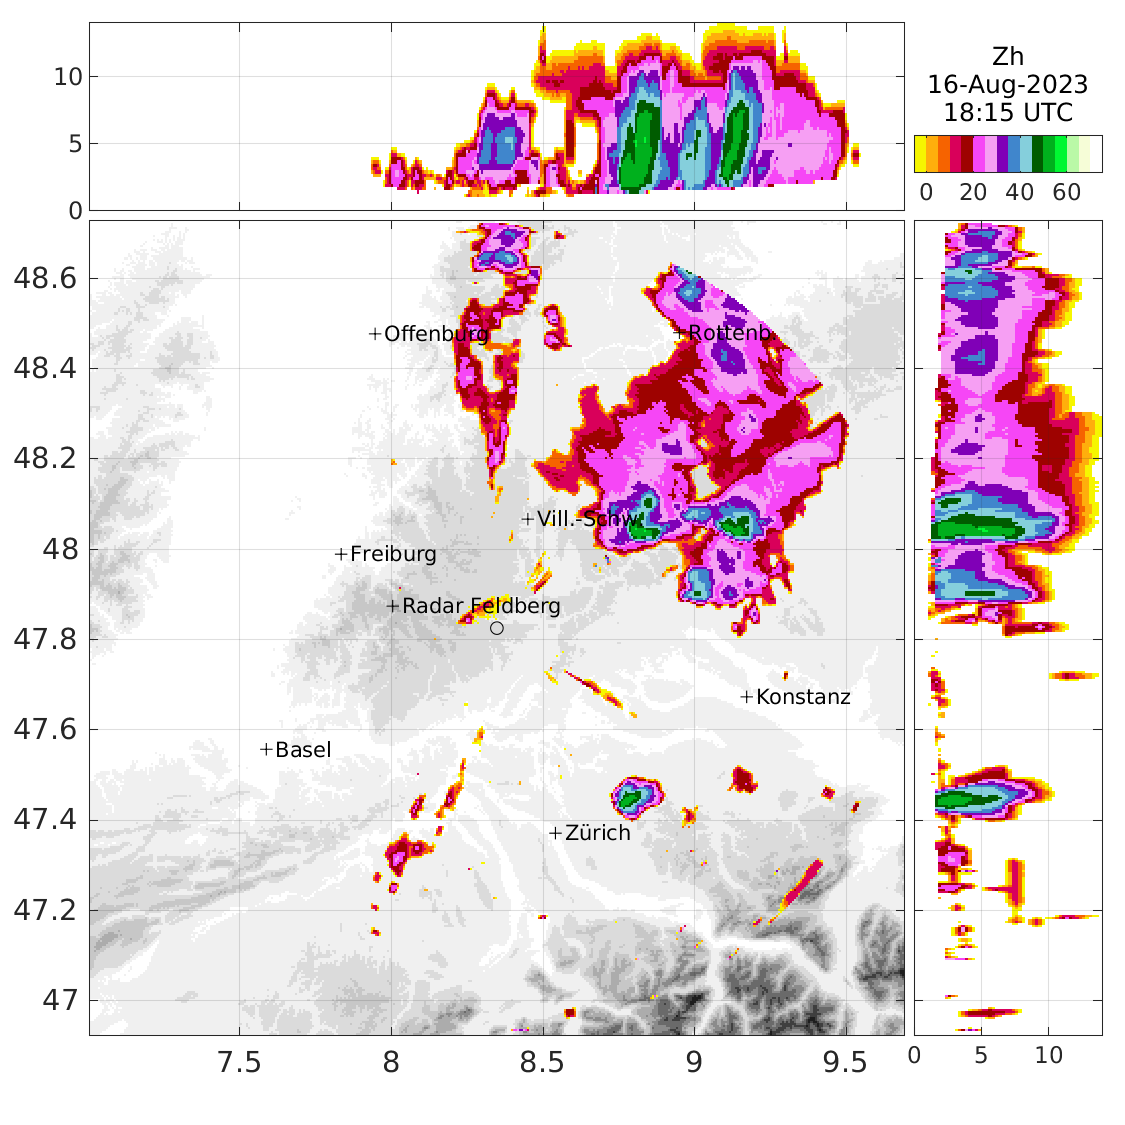 10
5
0
Zh
16-Aug-2023
18:15 UTC
0 20 40 60
48.6
48.4
48.2
48
47.8
47.6
47.4
47.2
47
+Offenburg
+Rottenb.
+Vill.-Schw.
+Freiburg
+Radar Feldberg
+Konstanz
+Basel
+Zürich
7.5 8 8.5 9 9.5
0 5 10